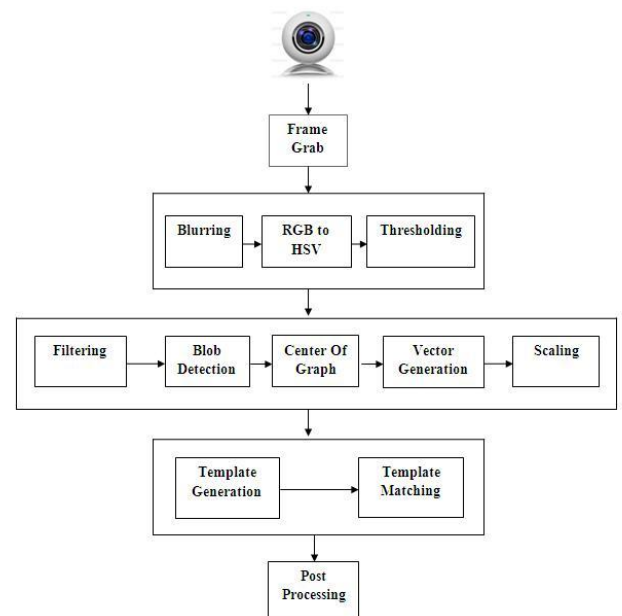 Frame
Grab
Blurring
RGB to
HSV
Thresholding
Filtering
Blob
Detection
Center Of
Graph
Vector
Generation
Scaling
Template
Generation
Template
Matching
Post
Processing